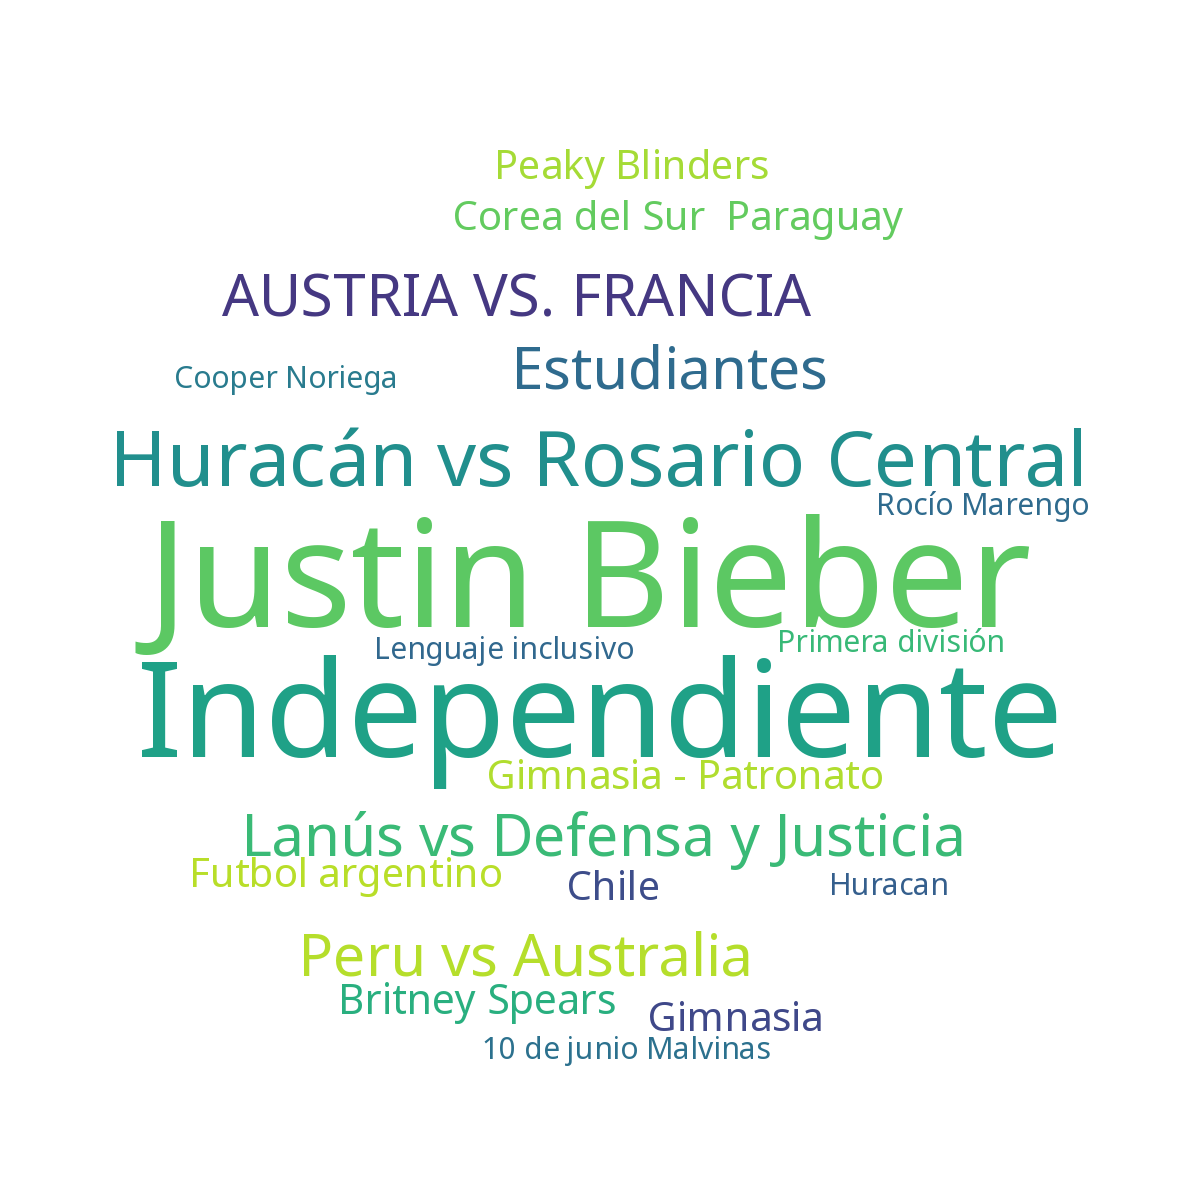 Peaky Blinders
Corea del Sur  Paraguay
AUSTRIA VS. FRANCIA
Estudiantes
Cooper Noriega
Huracán vs Rosario Central
Rocío Marengo
Justin Bieber
Lenguaje inclusivo
Primera división
Independiente
Gimnasia - Patronato
Lanús vs Defensa y Justicia
Futbol argentino
Chile
Huracan
Peru vs Australia
Britney Spears
Gimnasia
10 de junio Malvinas